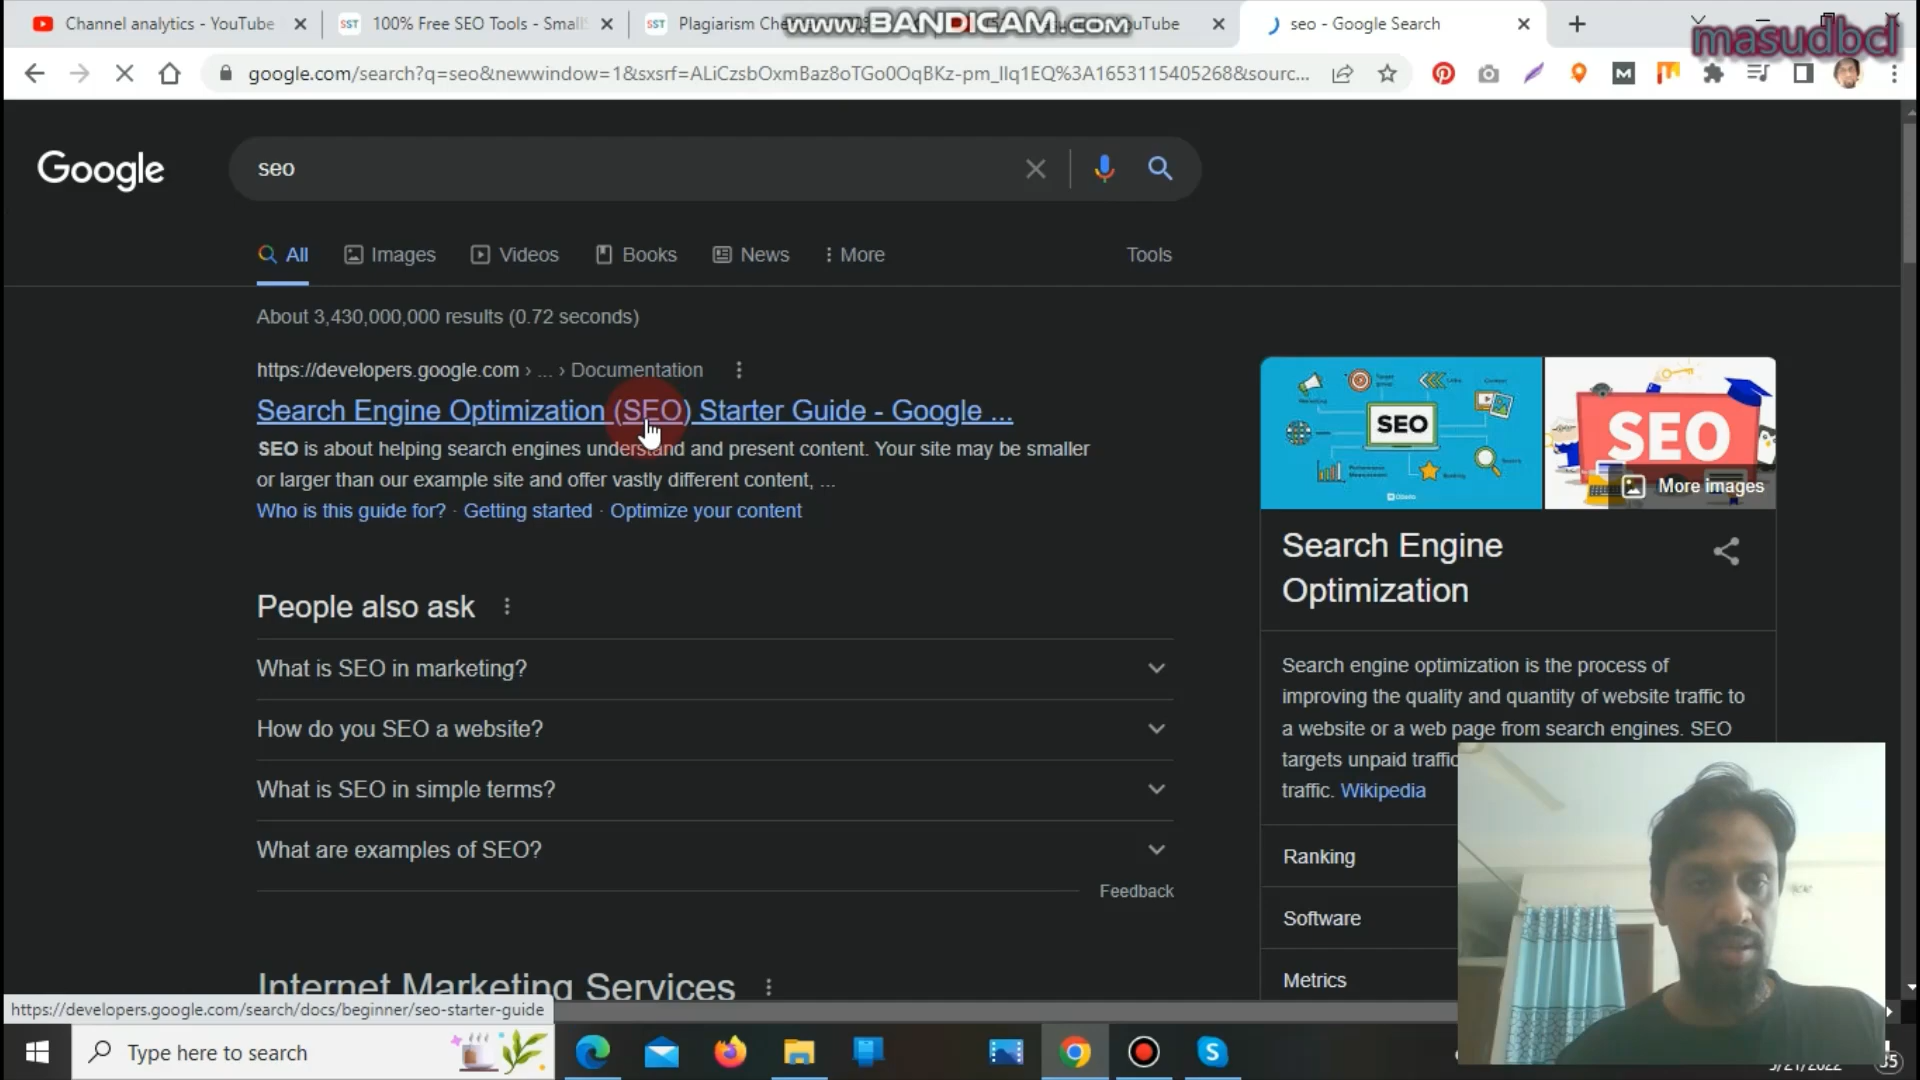 Channel analytics - YouTube
100% Free SEO Tools - Small
Plagiarism Che
www.BANDICAM.com
YouTube
seo - Google Search
masudbcl
google.com/search?q=seo&newwindow=1&sxsrf=ALiCzsbOxmBaz8oTGo0OqBKz-pm_llq1EQ%3A1653115405268&sourc...
Google
seo
All
Images
Videos
Books
News
More
Tools
About 3,430,000,000 results (0.72 seconds)
https://developers.google.com › ... › Documentation
Search Engine Optimization (SEO) Starter Guide - Google ...
SEO is about helping search engines understand and present content. Your site may be smaller
or larger than our example site and offer vastly different content, ...
Who is this guide for? · Getting started · Optimize your content
People also ask
What is SEO in marketing?
How do you SEO a website?
What is SEO in simple terms?
What are examples of SEO?
Feedback
Internet Marketing Services
SEO
SEO
More images
Search Engine
Optimization
Search engine optimization is the process of
improving the quality and quantity of website traffic to
a website or a web page from search engines. SEO
targets unpaid traffic
traffic. Wikipedia
Ranking
Software
Metrics
https://developers.google.com/search/docs/beginner/seo-starter-guide
Type here to search
5/21/2022
35